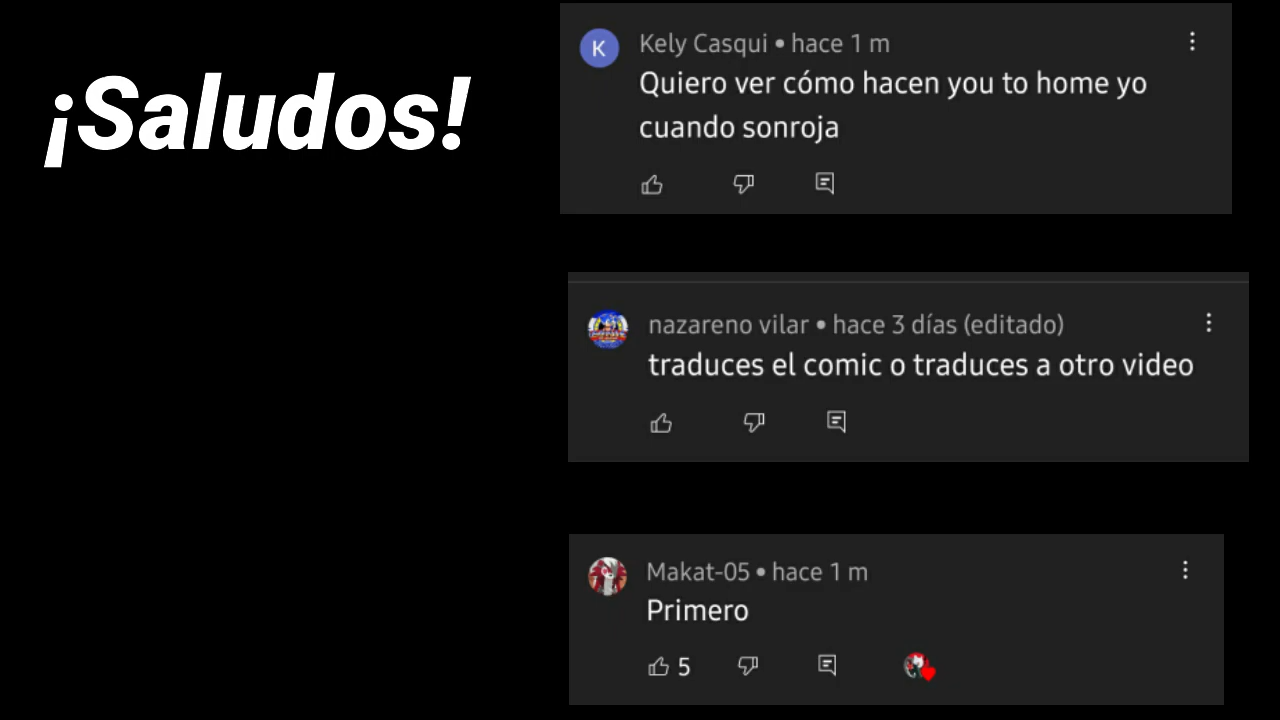 ¡Saludos!
K
Kely Casqui • hace 1 m
Quiero ver cómo hacen you to home yo
cuando sonroja
nazareno vilar • hace 3 días (editado)
traduces el comic o traduces a otro video
Makat-05 • hace 1 m
Primero
5